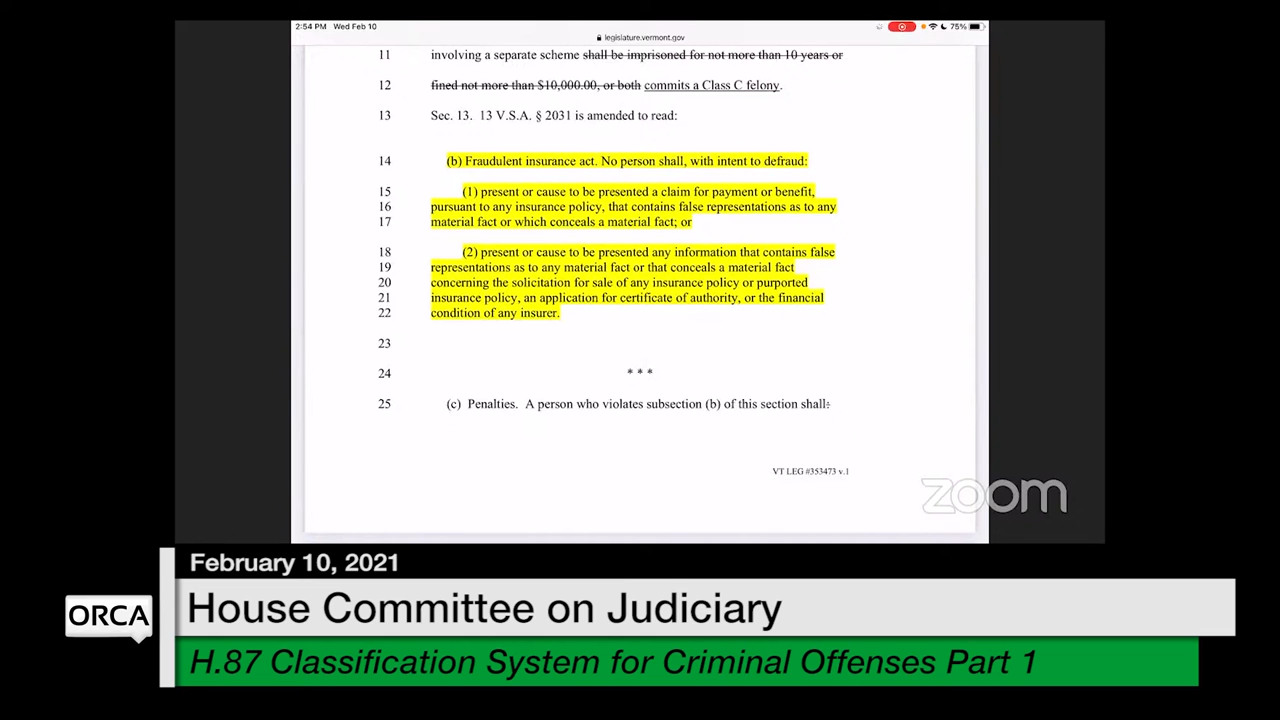 2:54 PM Wed Feb 10
75%
legislature.vermont.gov
11 involving a separate scheme shall be imprisoned for not more than 10 years or
12 fined not more than $10,000.00, or both commits a Class C felony.
13 Sec. 13. 13 V.S.A. § 2031 is amended to read:
14 (b) Fraudulent insurance act. No person shall, with intent to defraud:
15 (1) present or cause to be presented a claim for payment or benefit,
16 pursuant to any insurance policy, that contains false representations as to any
17 material fact or which conceals a material fact; or
18 (2) present or cause to be presented any information that contains false
19 representations as to any material fact or that conceals a material fact
20 concerning the solicitation for sale of any insurance policy or purported
21 insurance policy, an application for certificate of authority, or the financial
22 condition of any insurer.
23
24 * * *
25 (c) Penalties. A person who violates subsection (b) of this section shall:
VT LEG #353473 v.1
zoom
February 10, 2021
ORCA
House Committee on Judiciary
H.87 Classification System for Criminal Offenses Part 1